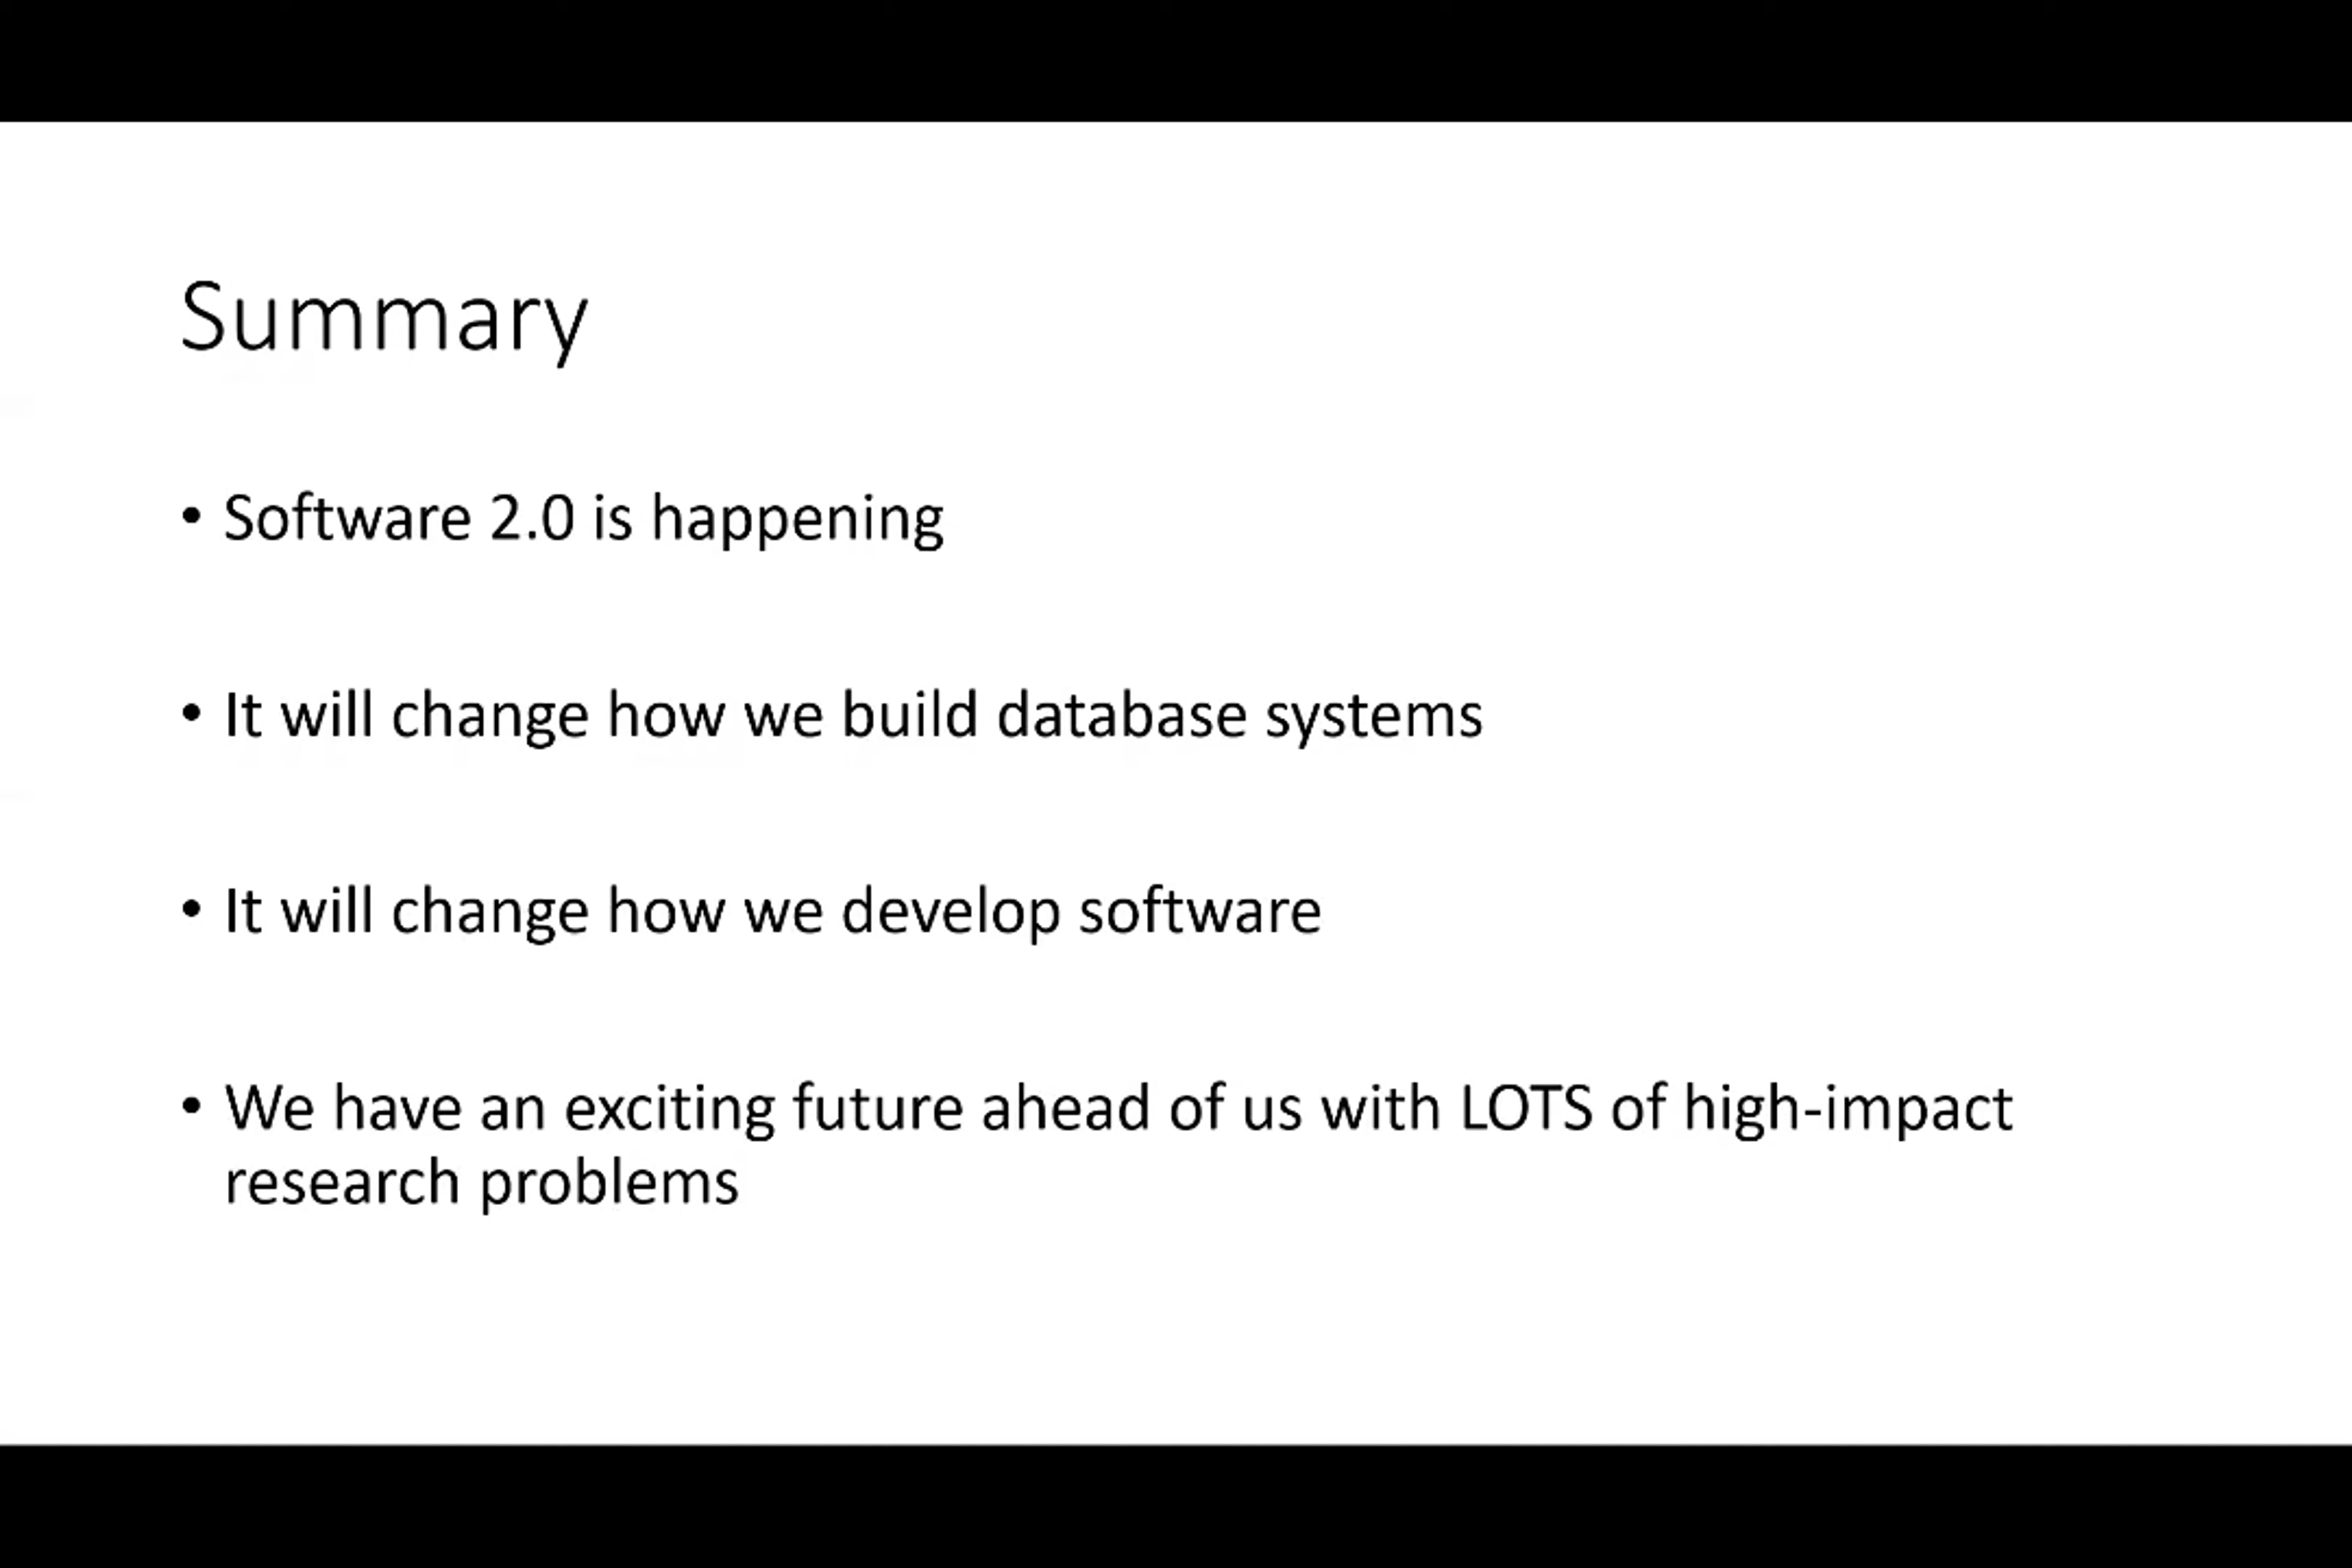 Summary
• Software 2.0 is happening
• It will change how we build database systems
• It will change how we develop software
• We have an exciting future ahead of us with LOTS of high-impact
research problems